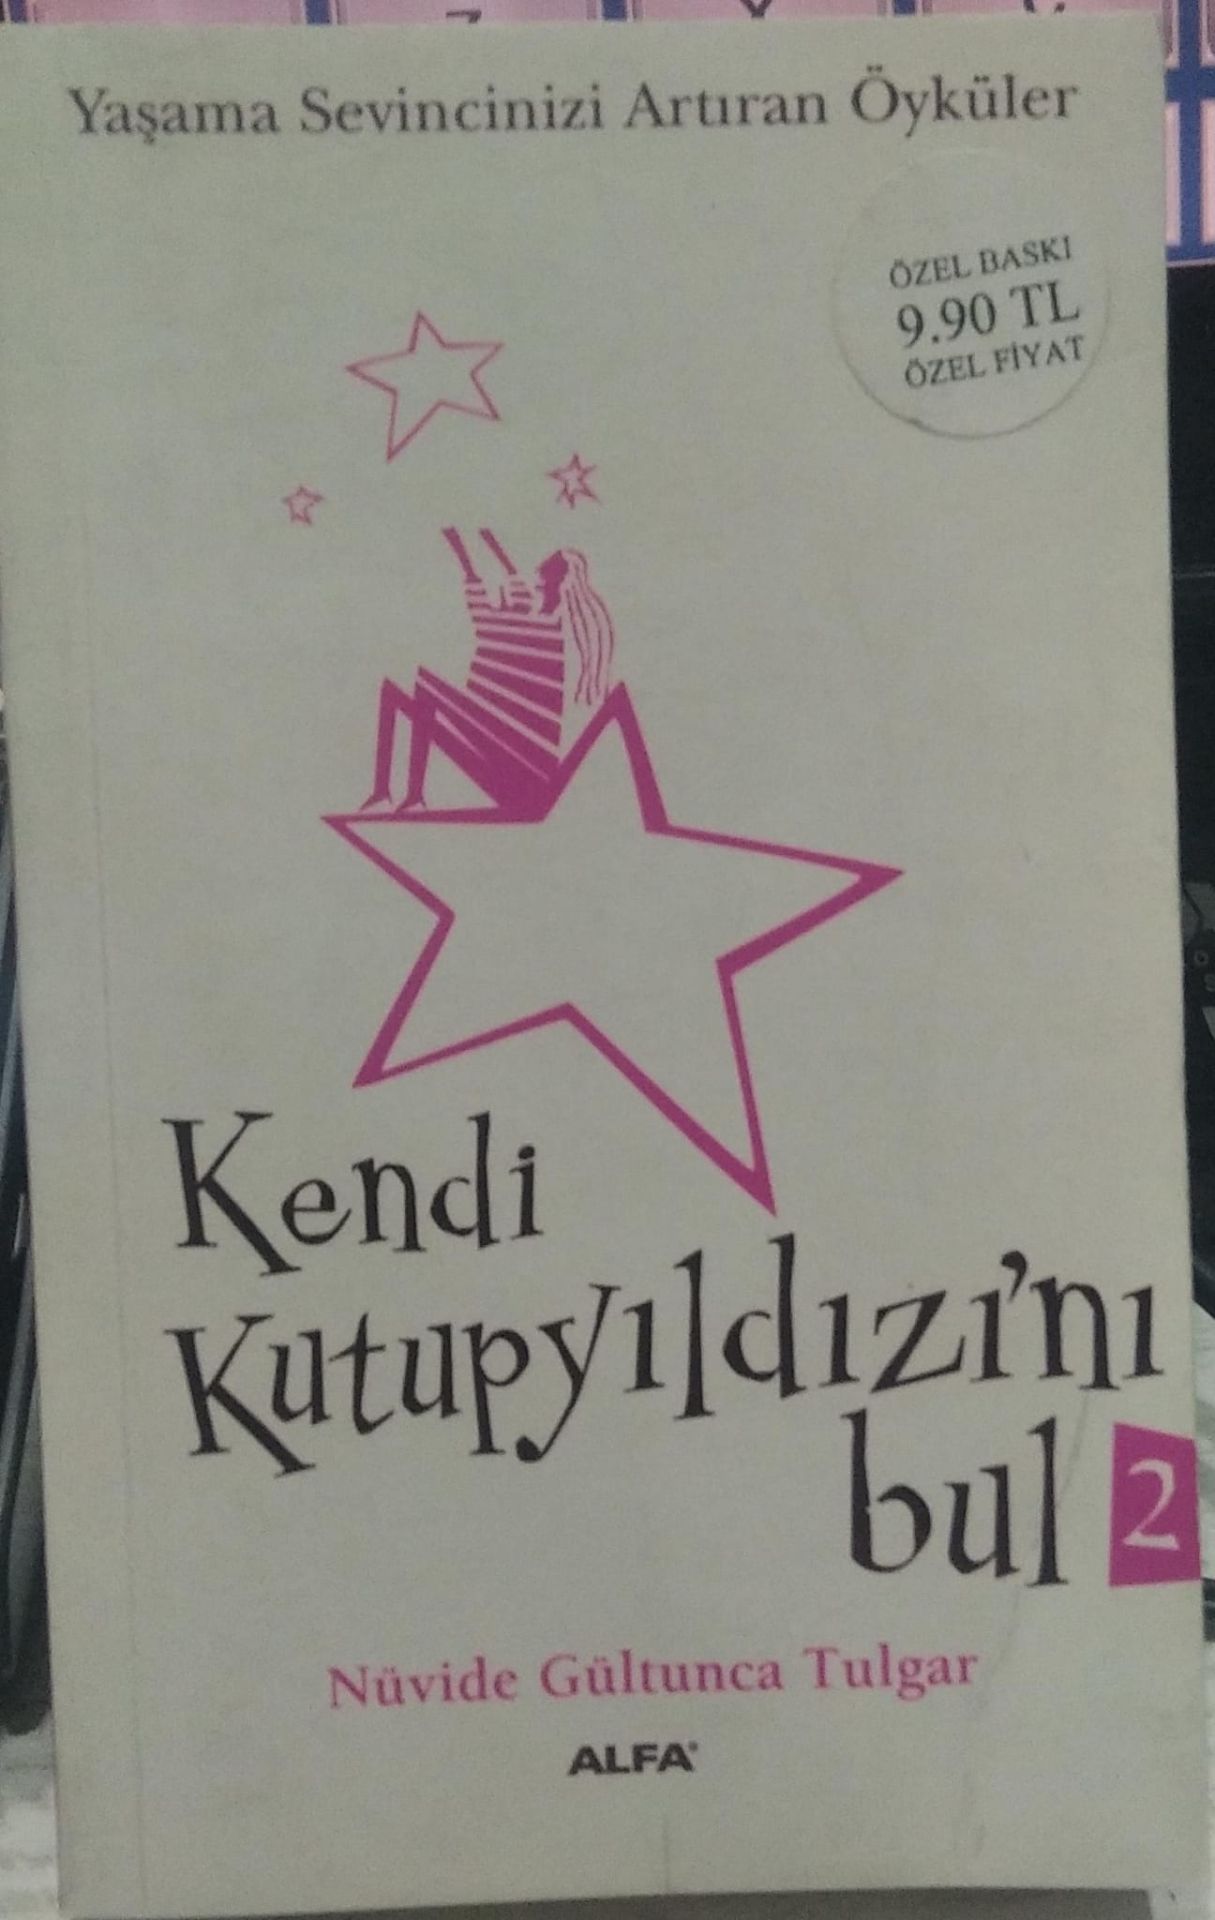 Yaşama Sevincinizi Artıran Öyküler
ÖZEL BASKI
9.90 TL
ÖZEL FİYAT
Kendi
Kutupyıldızı'nı
bul 2
Nüvide Gültunca Tulgar
ALFA